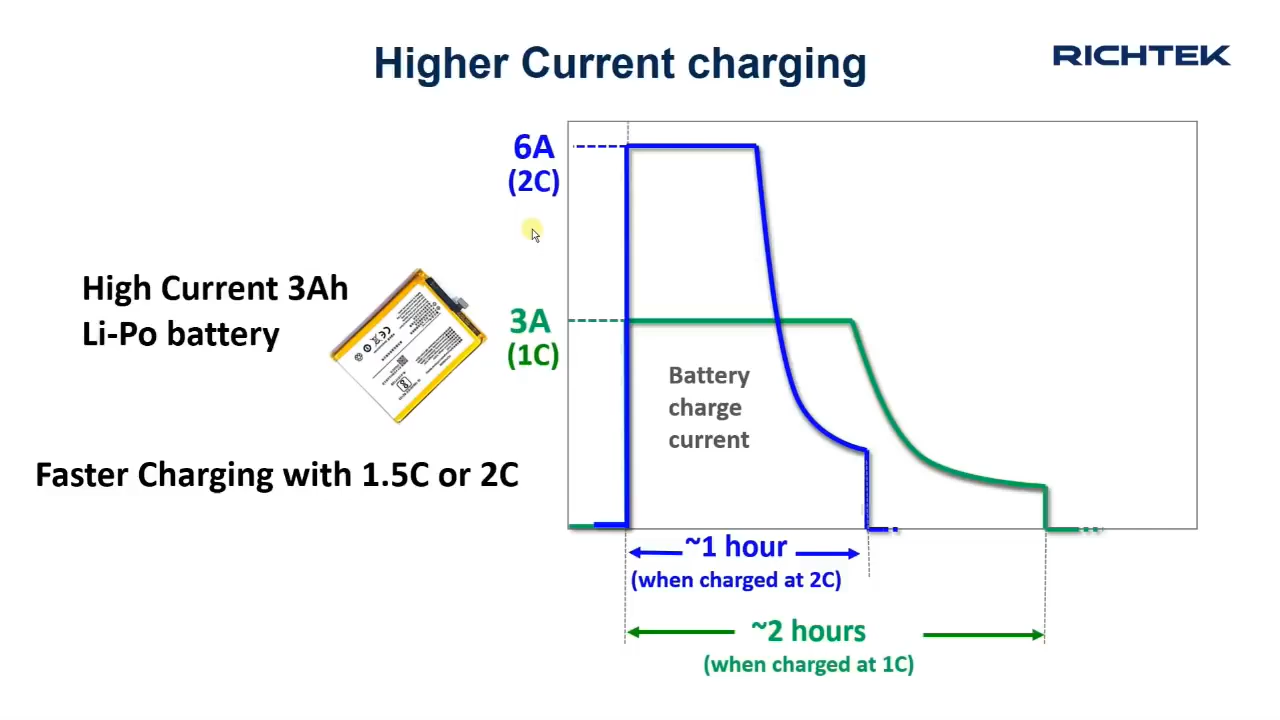 Higher Current charging
RICHTEK
6A
(2C)
High Current 3Ah
Li-Po battery
3A
(1C)
Battery
charge
current
Faster Charging with 1.5C or 2C
~1 hour
(when charged at 2C)
~2 hours
(when charged at 1C)